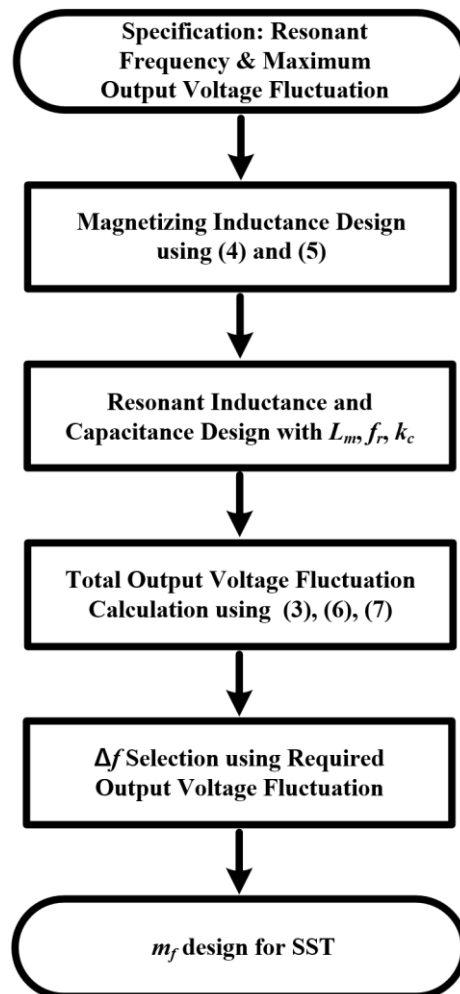 Specification: Resonant
Frequency & Maximum
Output Voltage Fluctuation
Magnetizing Inductance Design
using (4) and (5)
Resonant Inductance and
Capacitance Design with Lm, fr, kc
Total Output Voltage Fluctuation
Calculation using (3), (6), (7)
Δf Selection using Required
Output Voltage Fluctuation
mf design for SST